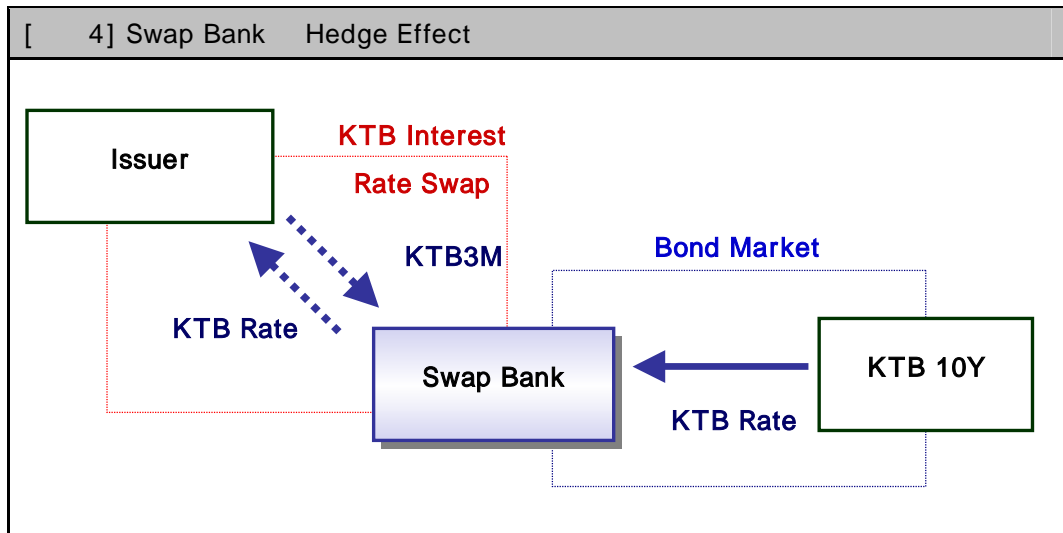 [ 4] Swap Bank Hedge Effect
Issuer
KTB Interest
Rate Swap
KTB3M
KTB Rate
Bond Market
Swap Bank
KTB 10Y
KTB Rate